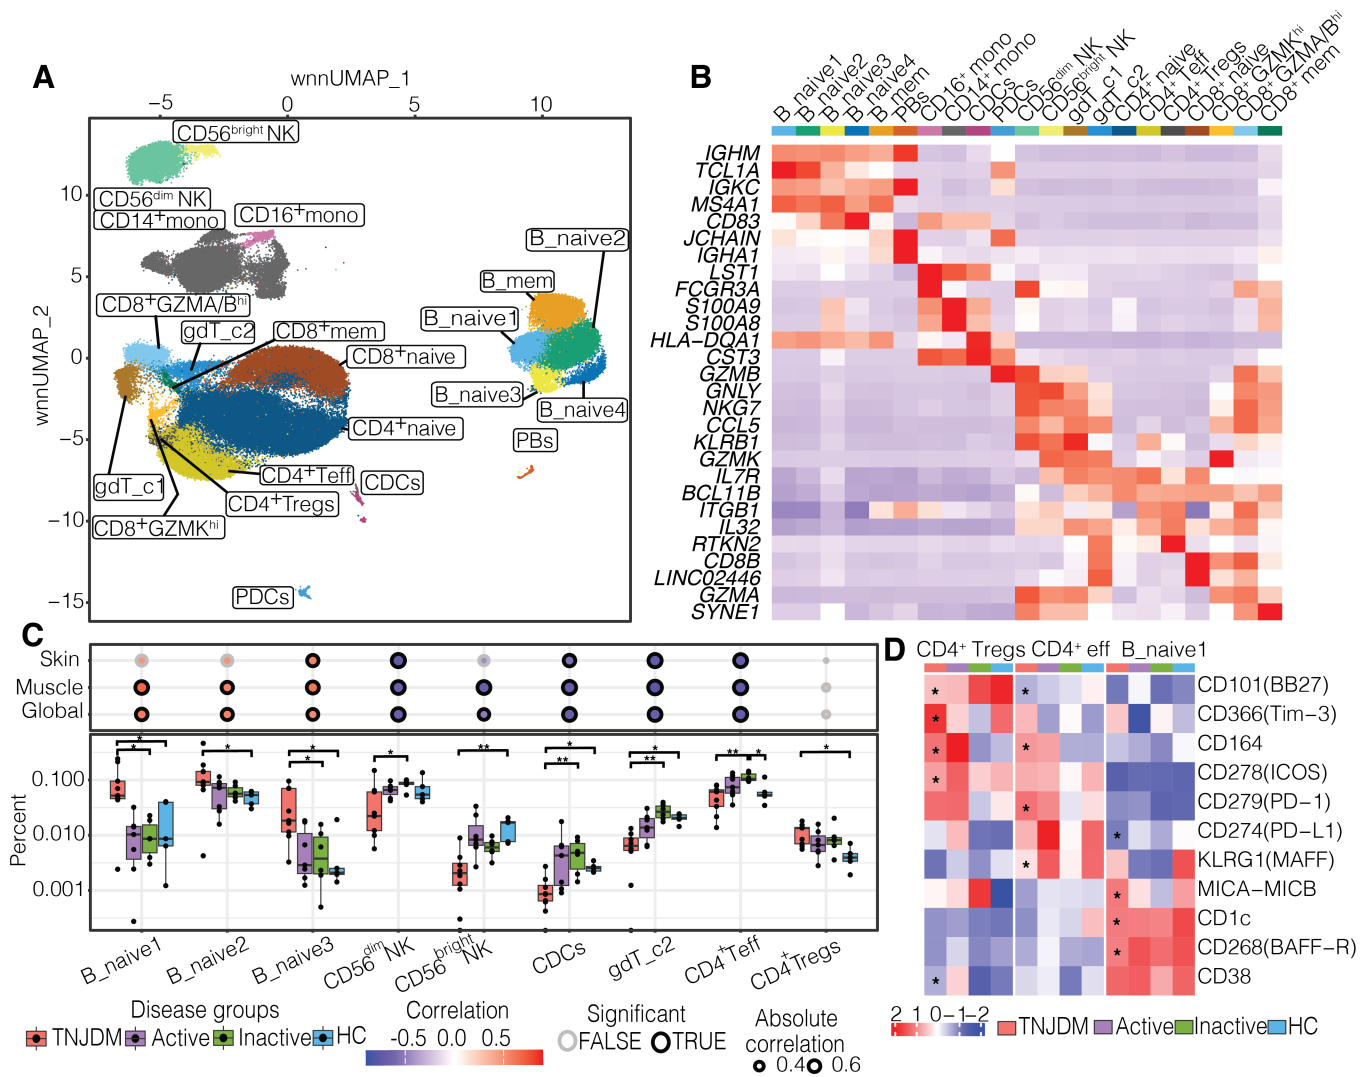 A
wnnUMAP_1
−5
0
5
10
wnnUMAP_2
10
5
0
−5
−10
−15
CD56bright NK
CD56dim NK
CD14+mono
CD16+mono
B_naive2
B_mem
B_naive1
CD8+GZMA/Bhi
gdT_c2
CD8+mem
CD8+naive
B_naive3
B_naive4
CD4+naive
PBs
gdT_c1
CD4+Teff
CDCs
CD4+Tregs
CD8+GZMKhi
PDCs
B
B_naive1
B_naive2
B_naive3
B_naive4
B_mem
PBs
CD16+ mono
CD14+ mono
CDCs
PDCs
CD56dim NK
CD56bright NK
gdT_c1
gdT_c2
CD4+ naive
CD4+ Teff
CD4+ Tregs
CD8+ naive
CD8+ GZMKhi
CD8+ GZMA/Bhi
CD8+ mem
IGHM
TCL1A
IGKC
MS4A1
CD83
JCHAIN
IGHA1
LST1
FCGR3A
S100A9
S100A8
HLA−DQA1
CST3
GZMB
GNLY
NKG7
CCL5
KLRB1
GZMK
IL7R
BCL11B
ITGB1
IL32
RTKN2
CD8B
LINC02446
GZMA
SYNE1
C
Skin
Muscle
Global
Percent
0.100
0.010
0.001
* * * * * * ** * ** * ** ** * *
B_naive1
B_naive2
B_naive3
CD56dim NK
CD56bright NK
CDCs
gdT_c2
CD4+Teff
CD4+Tregs
Disease groups
TNJDM Active Inactive HC
Correlation
-0.5 0.0 0.5
Significant
FALSE TRUE
Absolute
correlation
0.4 0.6
D
CD4+ Tregs CD4+ eff B_naive1
* * CD101(BB27)
* CD366(Tim−3)
* * CD164
* CD278(ICOS)
* CD279(PD−1)
* CD274(PD−L1)
* KLRG1(MAFF)
* MICA−MICB
* CD1c
* CD268(BAFF−R)
* CD38
2 1 0 −1 −2
TNJDM Active Inactive HC